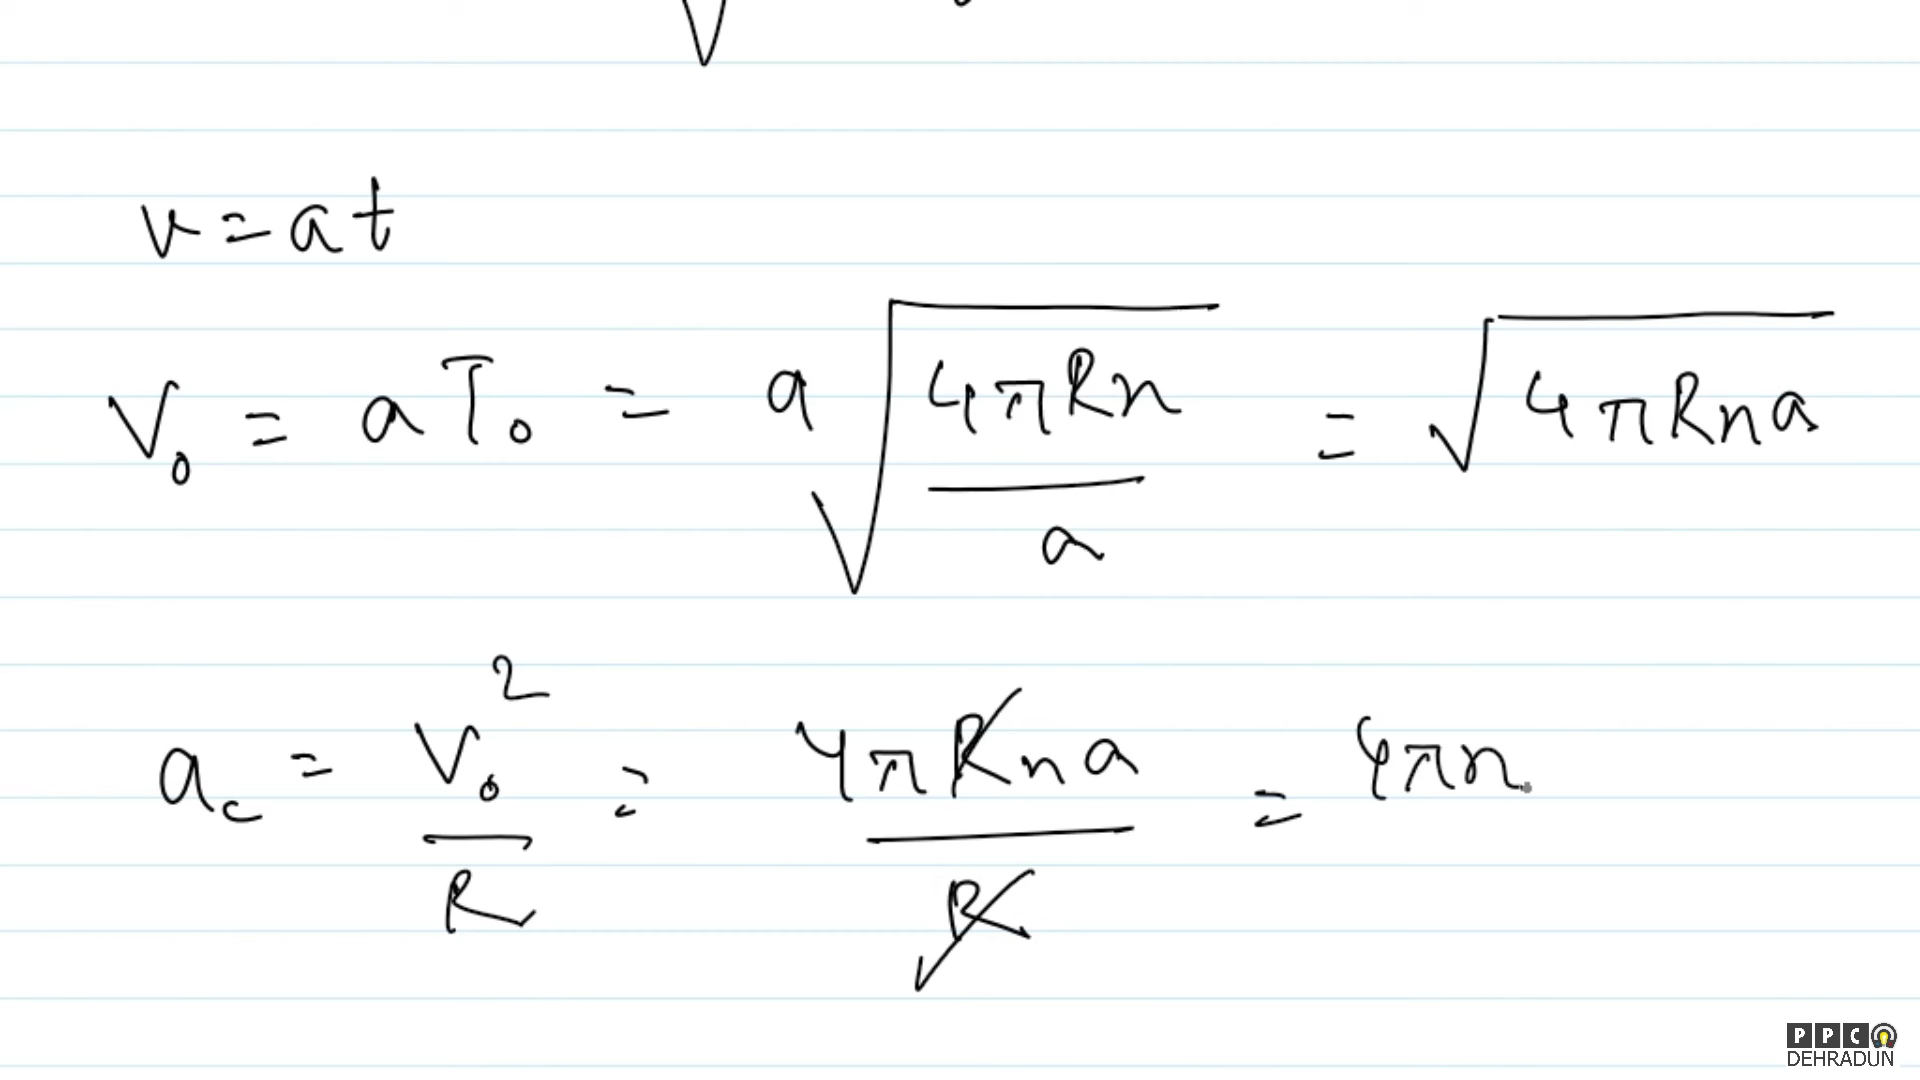 v = at
V₀ = aT₀ = a√(4πRn/a) = √(4πRna)
a_c = V₀²/R = 4πRna/R = 4πn
PPC
DEHRADUN